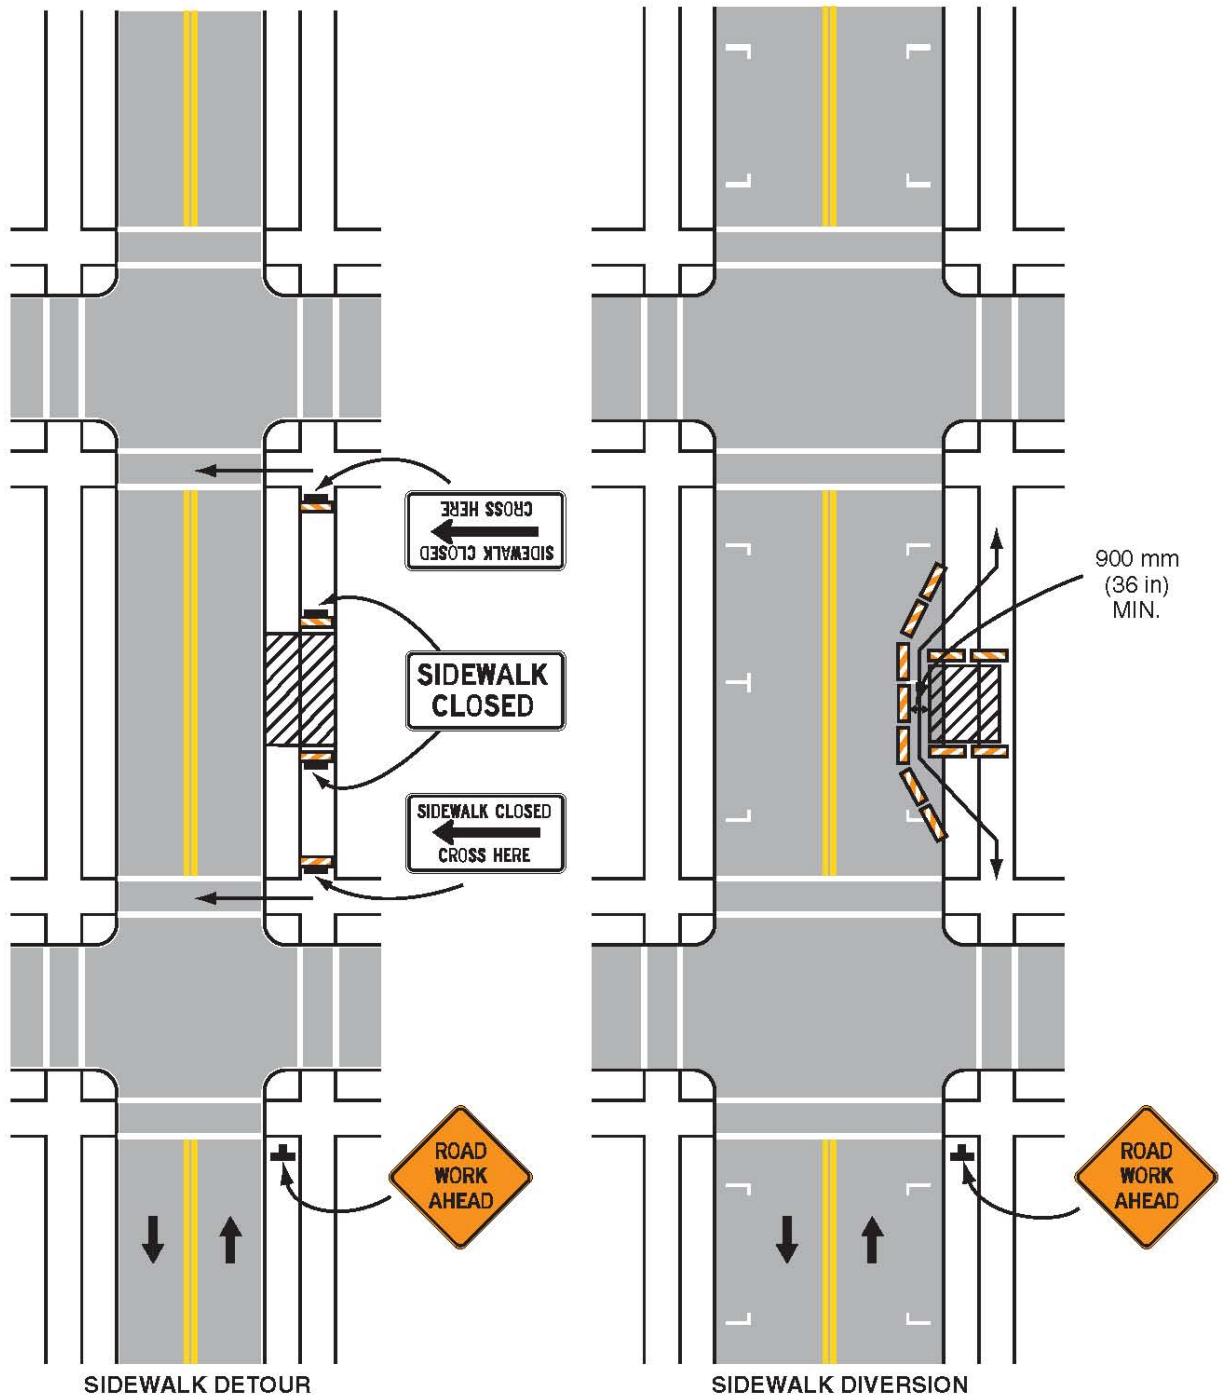 CROSS HERE
SIDEWALK CLOSED
SIDEWALK
CLOSED
SIDEWALK CLOSED
CROSS HERE
900 mm
(36 in)
MIN.
ROAD
WORK
AHEAD
ROAD
WORK
AHEAD
SIDEWALK DETOUR
SIDEWALK DIVERSION